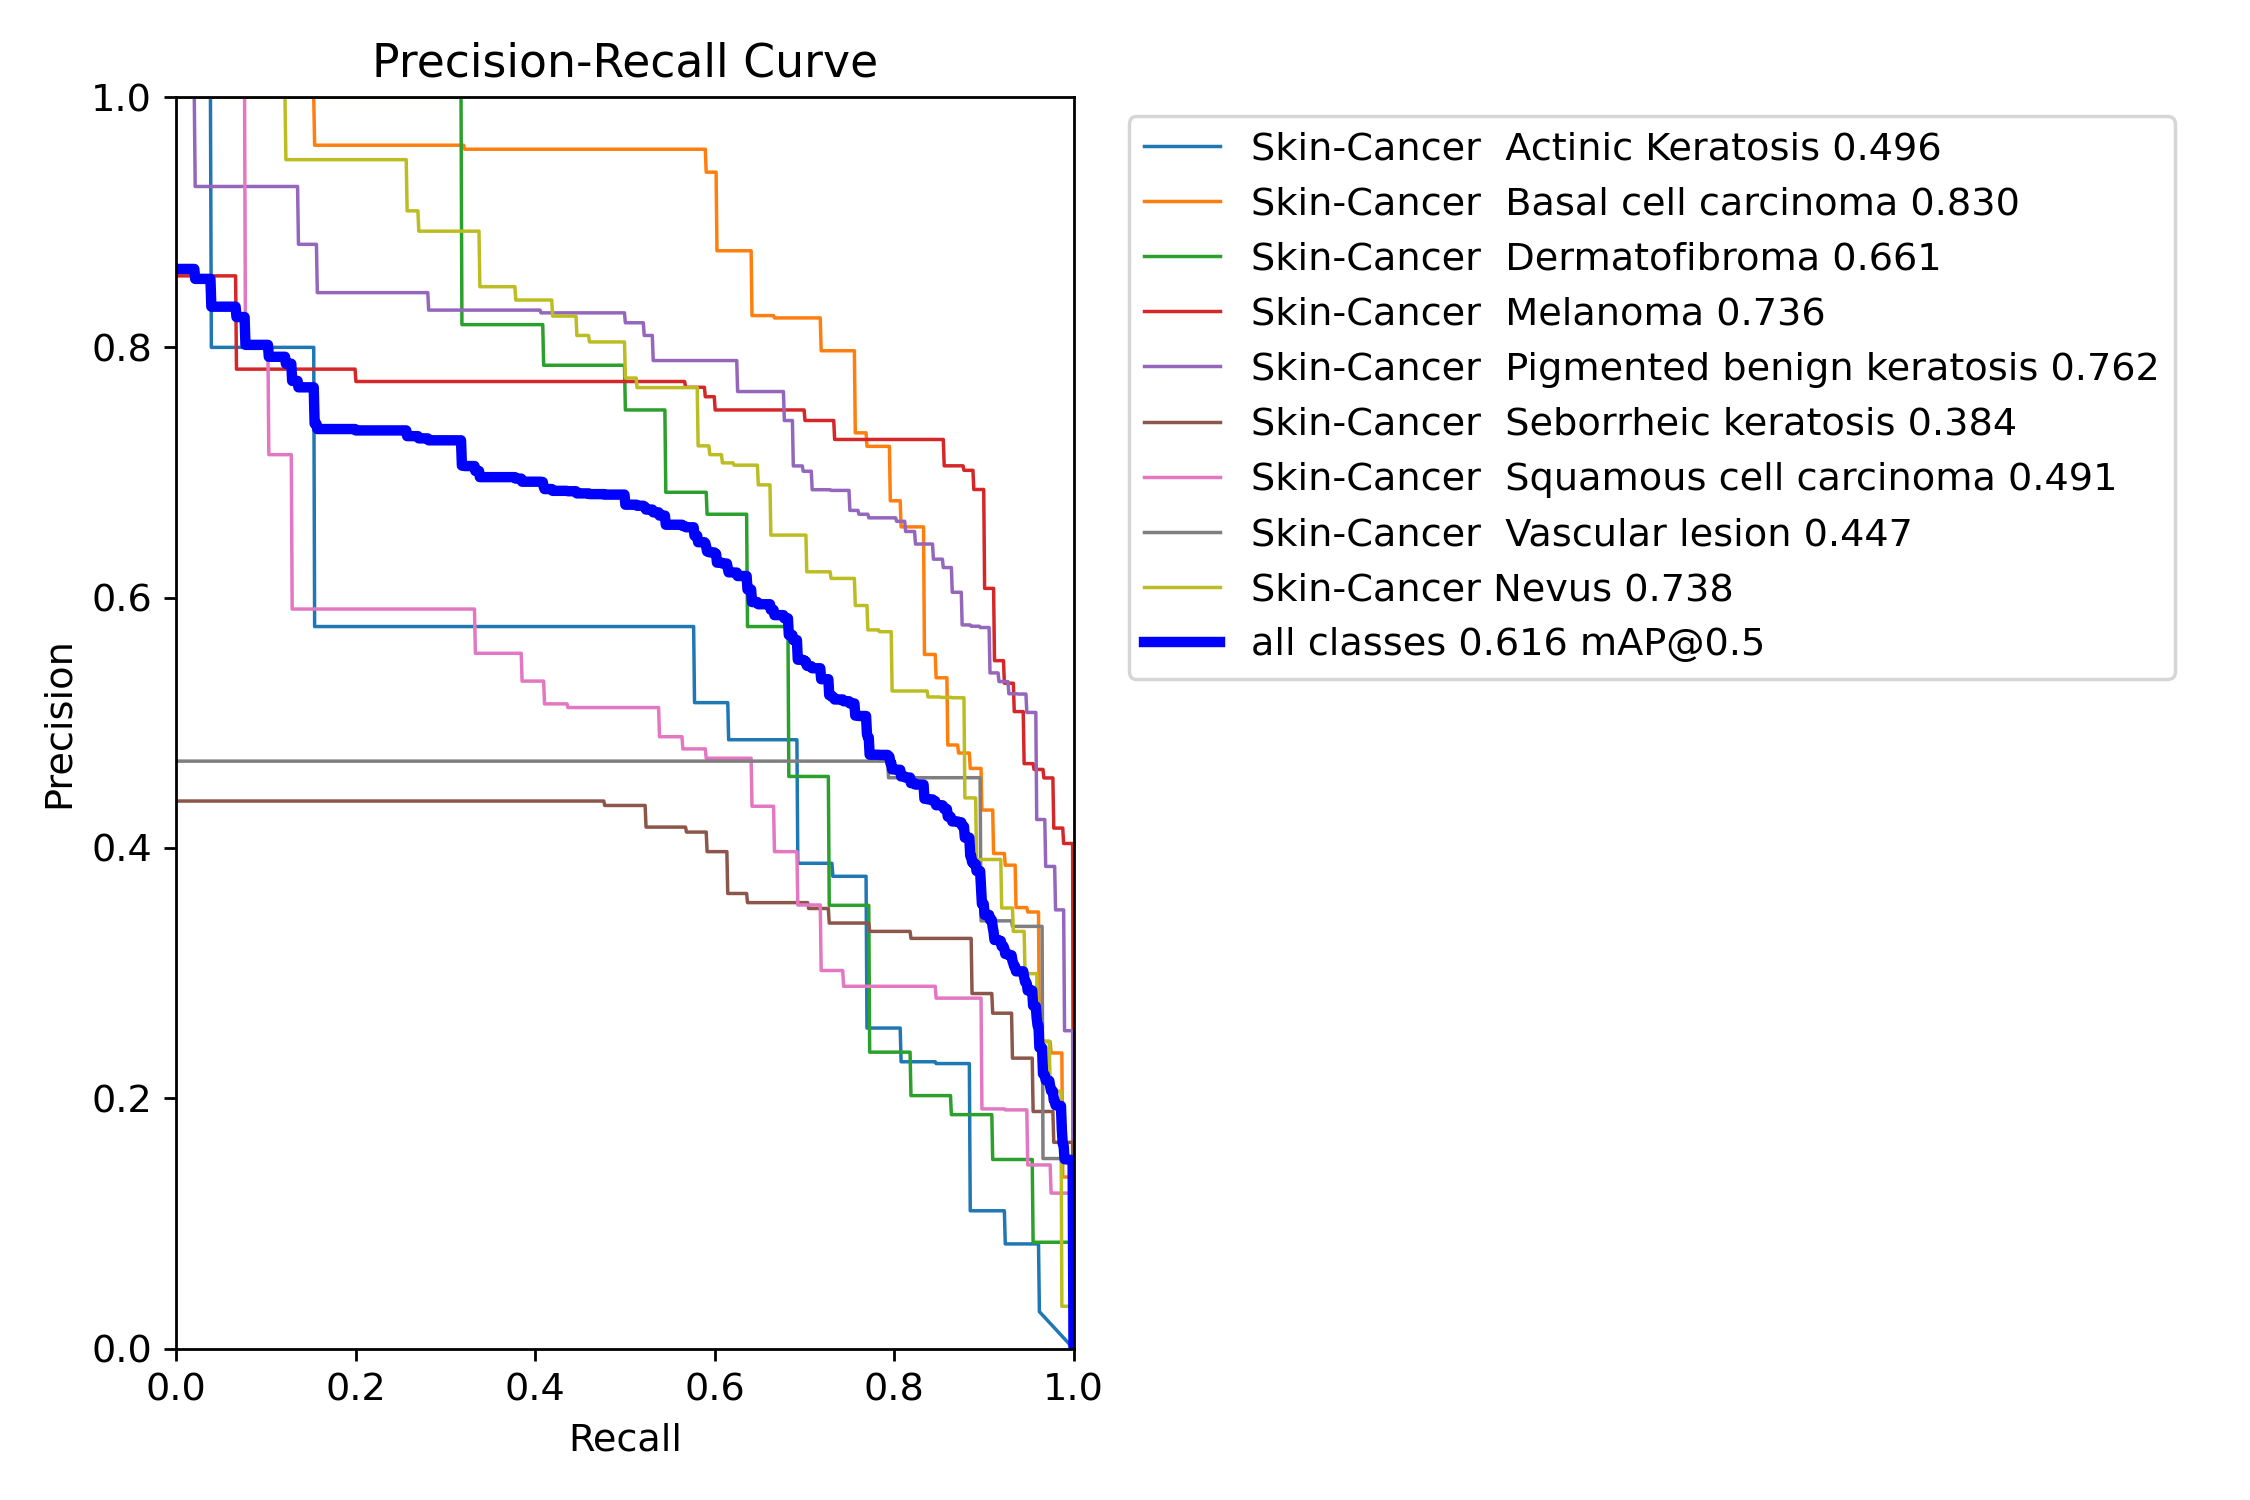 Precision-Recall Curve
1.0
0.8
0.6
0.4
0.2
0.0
Precision
0.0 0.2 0.4 0.6 0.8 1.0
Recall
Skin-Cancer  Actinic Keratosis 0.496
Skin-Cancer  Basal cell carcinoma 0.830
Skin-Cancer  Dermatofibroma 0.661
Skin-Cancer  Melanoma 0.736
Skin-Cancer  Pigmented benign keratosis 0.762
Skin-Cancer  Seborrheic keratosis 0.384
Skin-Cancer  Squamous cell carcinoma 0.491
Skin-Cancer  Vascular lesion 0.447
Skin-Cancer Nevus 0.738
all classes 0.616 mAP@0.5